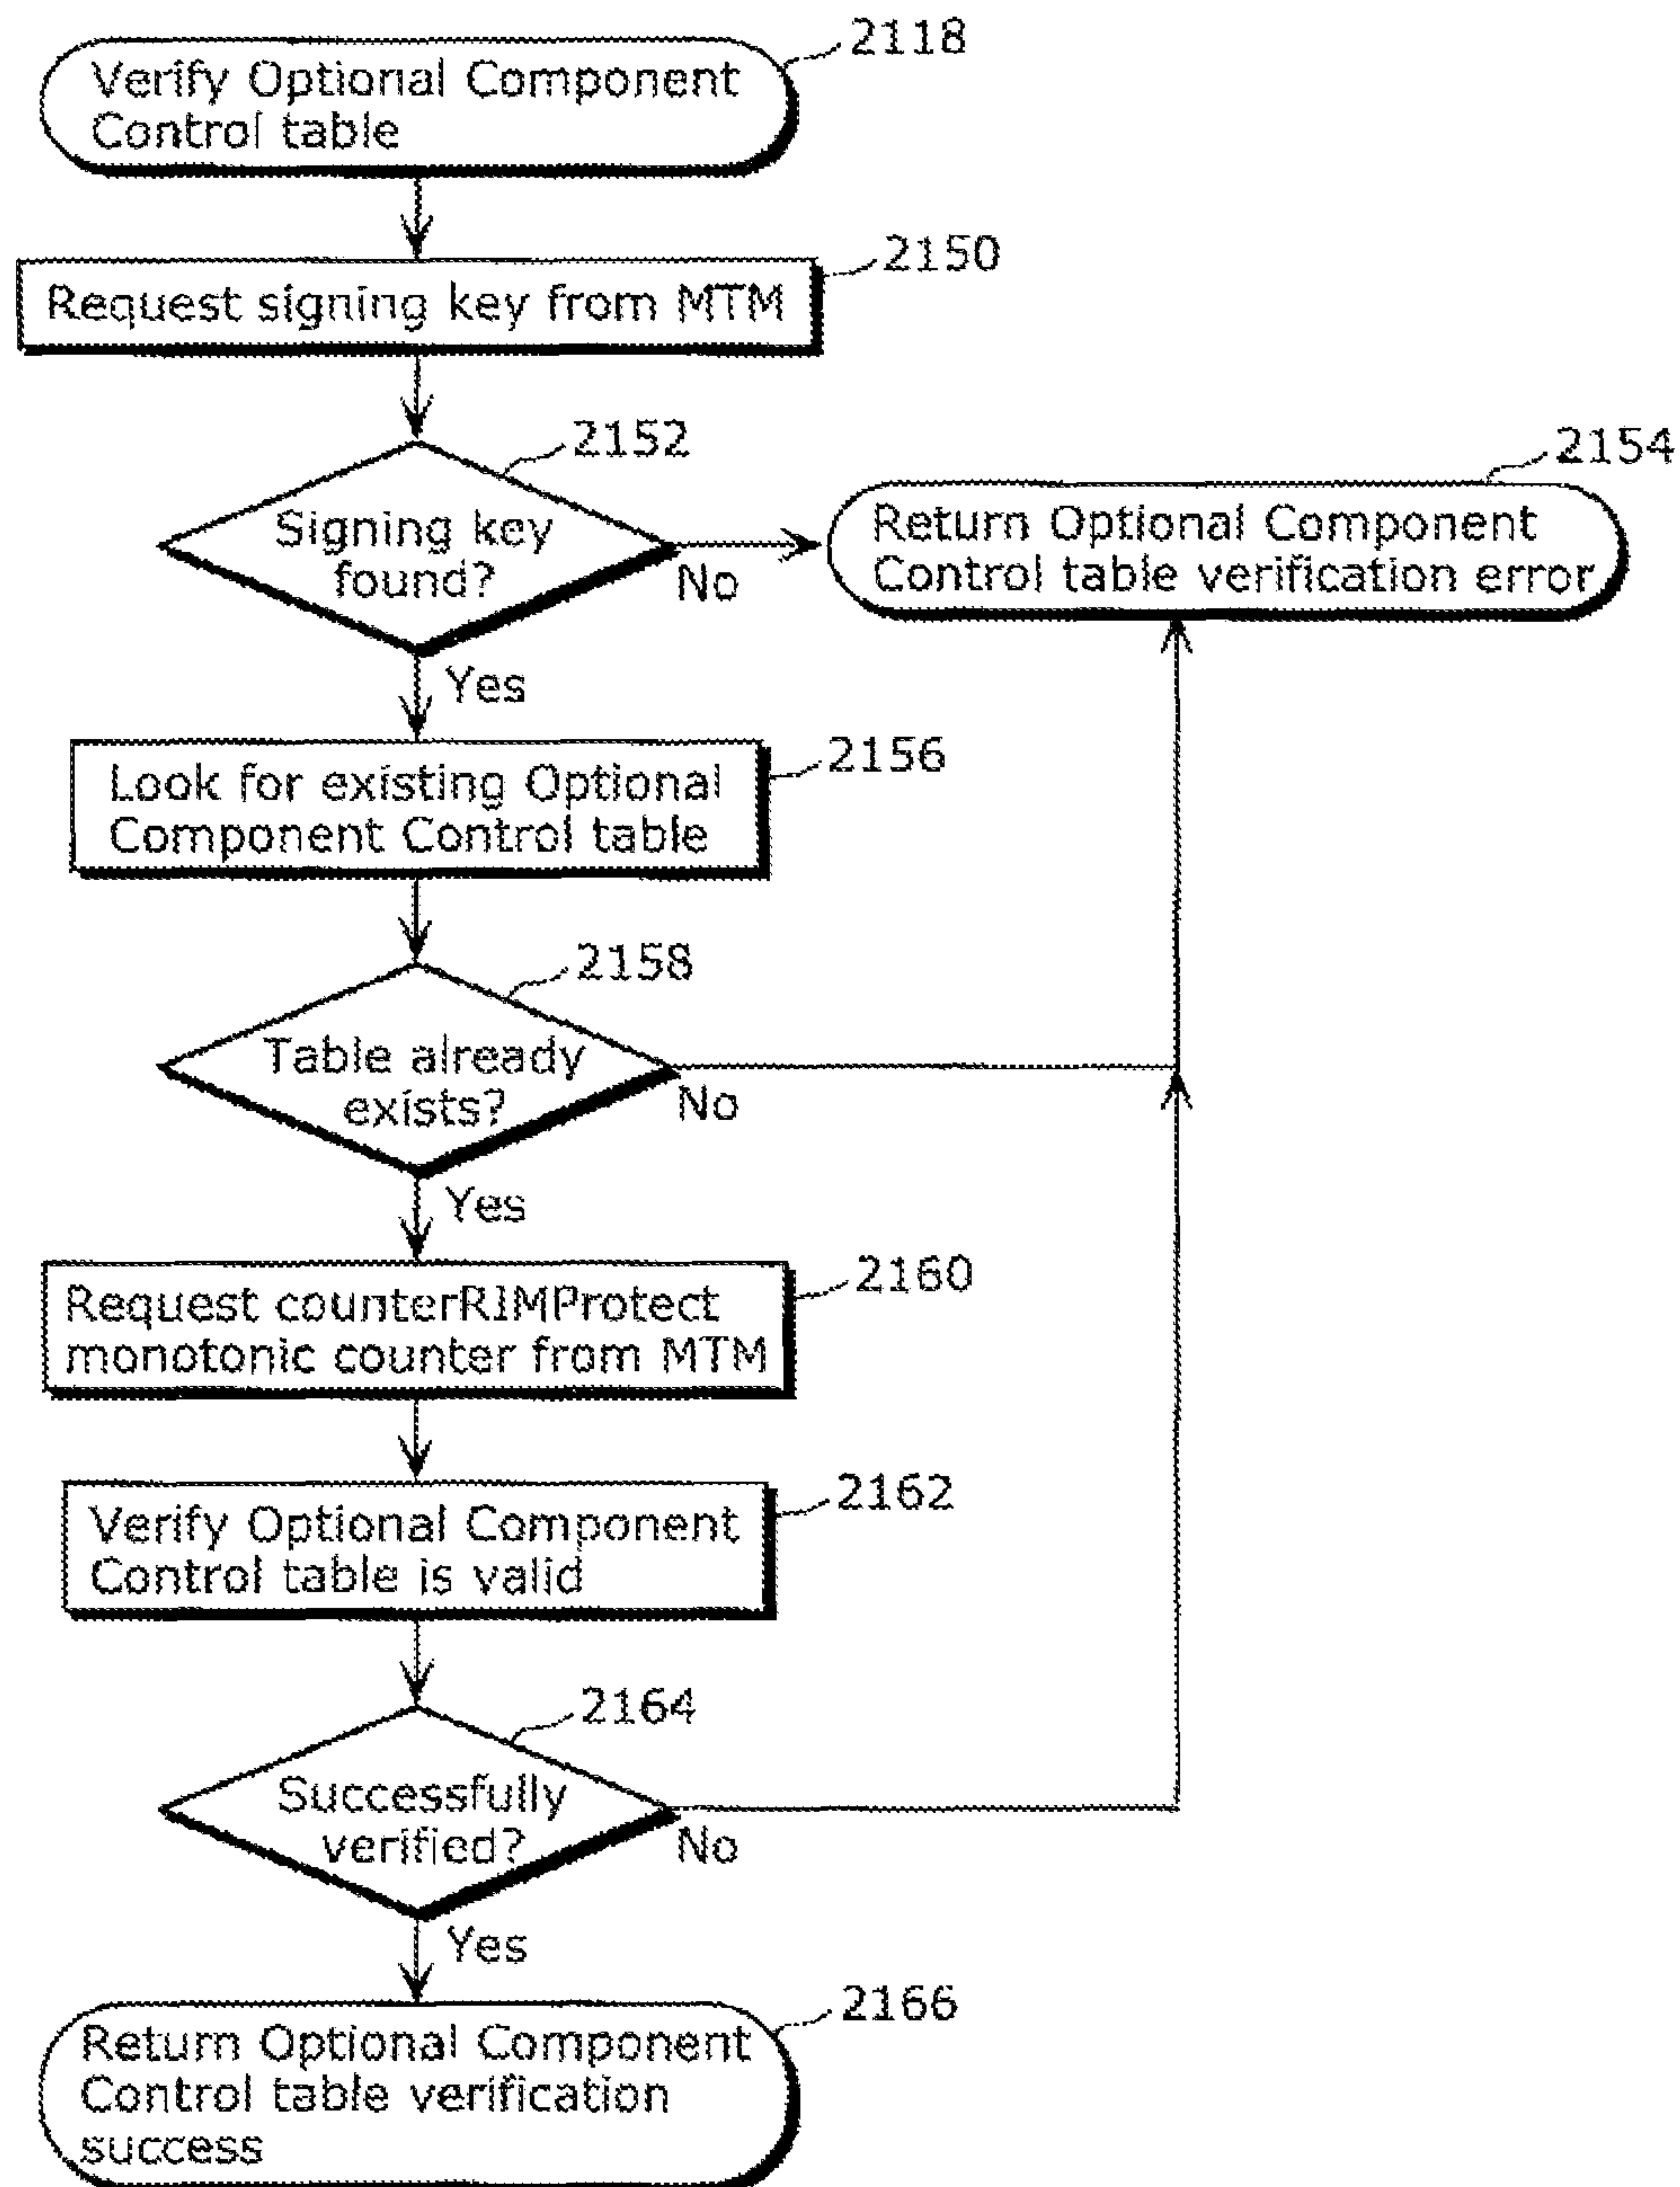 2118
Verify Optional Component
Control table
2150
Request signing key from MTM
2152
Signing key
found?
No
Yes
2154
Return Optional Component
Control table verification error
2156
Look for existing Optional
Component Control table
2158
Table already
exists?
No
Yes
2160
Request counterRIMProtect
monotonic counter from MTM
2162
Verify Optional Component
Control table is valid
2164
Successfully
verified?
No
Yes
2166
Return Optional Component
Control table verification
success